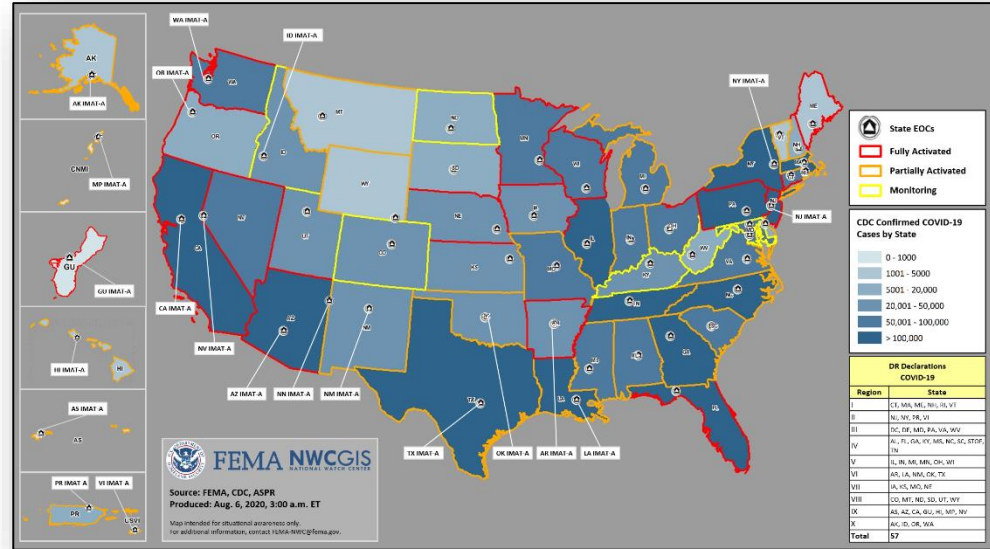 WA IMAT-A
ID IMAT-A
OR IMAT-A
NY IMAT-A
AK
AK IMAT-A
CNMI
MP IMAT-A
GU
GU IMAT-A
HI IMAT-A
HI
AS IMAT-A
AS
PR IMAT-A
VI IMAT-A
PR
USVI
WA
OR
ID
MT
ND
WY
NE
KS
CO
UT
NV
CA
AZ
NM
TX
MN
WI
MI
KY
WV
VA
PA
NY
ME
TN
NC
GA
FL
LA
NJ IMAT-A
CA IMAT-A
NV IMAT-A
AZ IMAT-A
NN IMAT-A
NM IMAT-A
TX IMAT-A
OK IMAT-A
AR IMAT-A
LA IMAT-A
State EOCs
Fully Activated
Partially Activated
Monitoring
CDC Confirmed COVID-19
Cases by State
0 - 1000
1001 - 5000
5001 - 20,000
20,001 - 50,000
50,001 - 100,000
> 100,000
DR Declarations
COVID-19
Region State
I CT, MA, ME, NH, RI, VT
II NJ, NY, PR, VI
III DC, DE, MD, PA, VA, WV
IV AL, FL, GA, KY, MS, NC, SC, STOF,
TN
V IL, IN, MI, MN, OH, WI
VI AR, LA, NM, OK, TX
VII IA, KS, MO, NE
VIII CO, MT, ND, SD, UT, WY
IX AS, AZ, CA, GU, HI, MP, NV
X AK, ID, OR, WA
Total 57
FEMA NWCGIS
NATIONAL WATCH CENTER
Source: FEMA, CDC, ASPR
Produced: Aug. 6, 2020, 3:00 a.m. ET
Map intended for situational awareness only.
For additional information, contact FEMA-NWC@fema.gov.